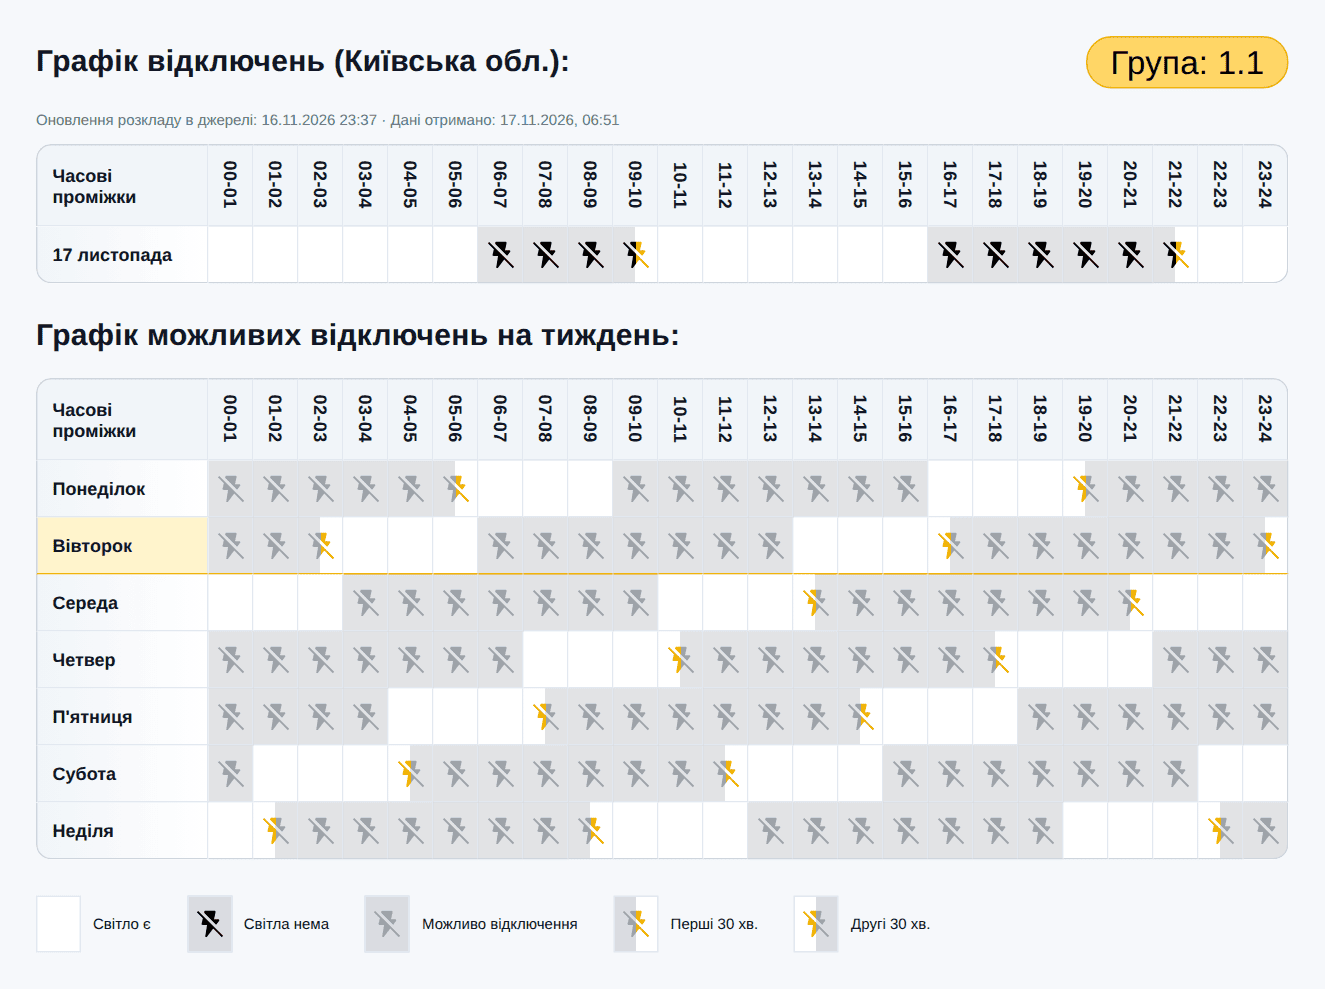 Графік відключень (Київська обл.):
Група: 1.1
Оновлення розкладу в джерелі: 16.11.2026 23:37 · Дані отримано: 17.11.2026, 06:51
Часові проміжки 00-01 01-02 02-03 03-04 04-05 05-06 06-07 07-08 08-09 09-10 10-11 11-12 12-13 13-14 14-15 15-16 16-17 17-18 18-19 19-20 20-21 21-22 22-23 23-24
17 листопада
Графік можливих відключень на тиждень:
Часові проміжки 00-01 01-02 02-03 03-04 04-05 05-06 06-07 07-08 08-09 09-10 10-11 11-12 12-13 13-14 14-15 15-16 16-17 17-18 18-19 19-20 20-21 21-22 22-23 23-24
Понеділок
Вівторок
Середа
Четвер
П'ятниця
Субота
Неділя
Світло є
Світла нема
Можливо відключення
Перші 30 хв.
Другі 30 хв.